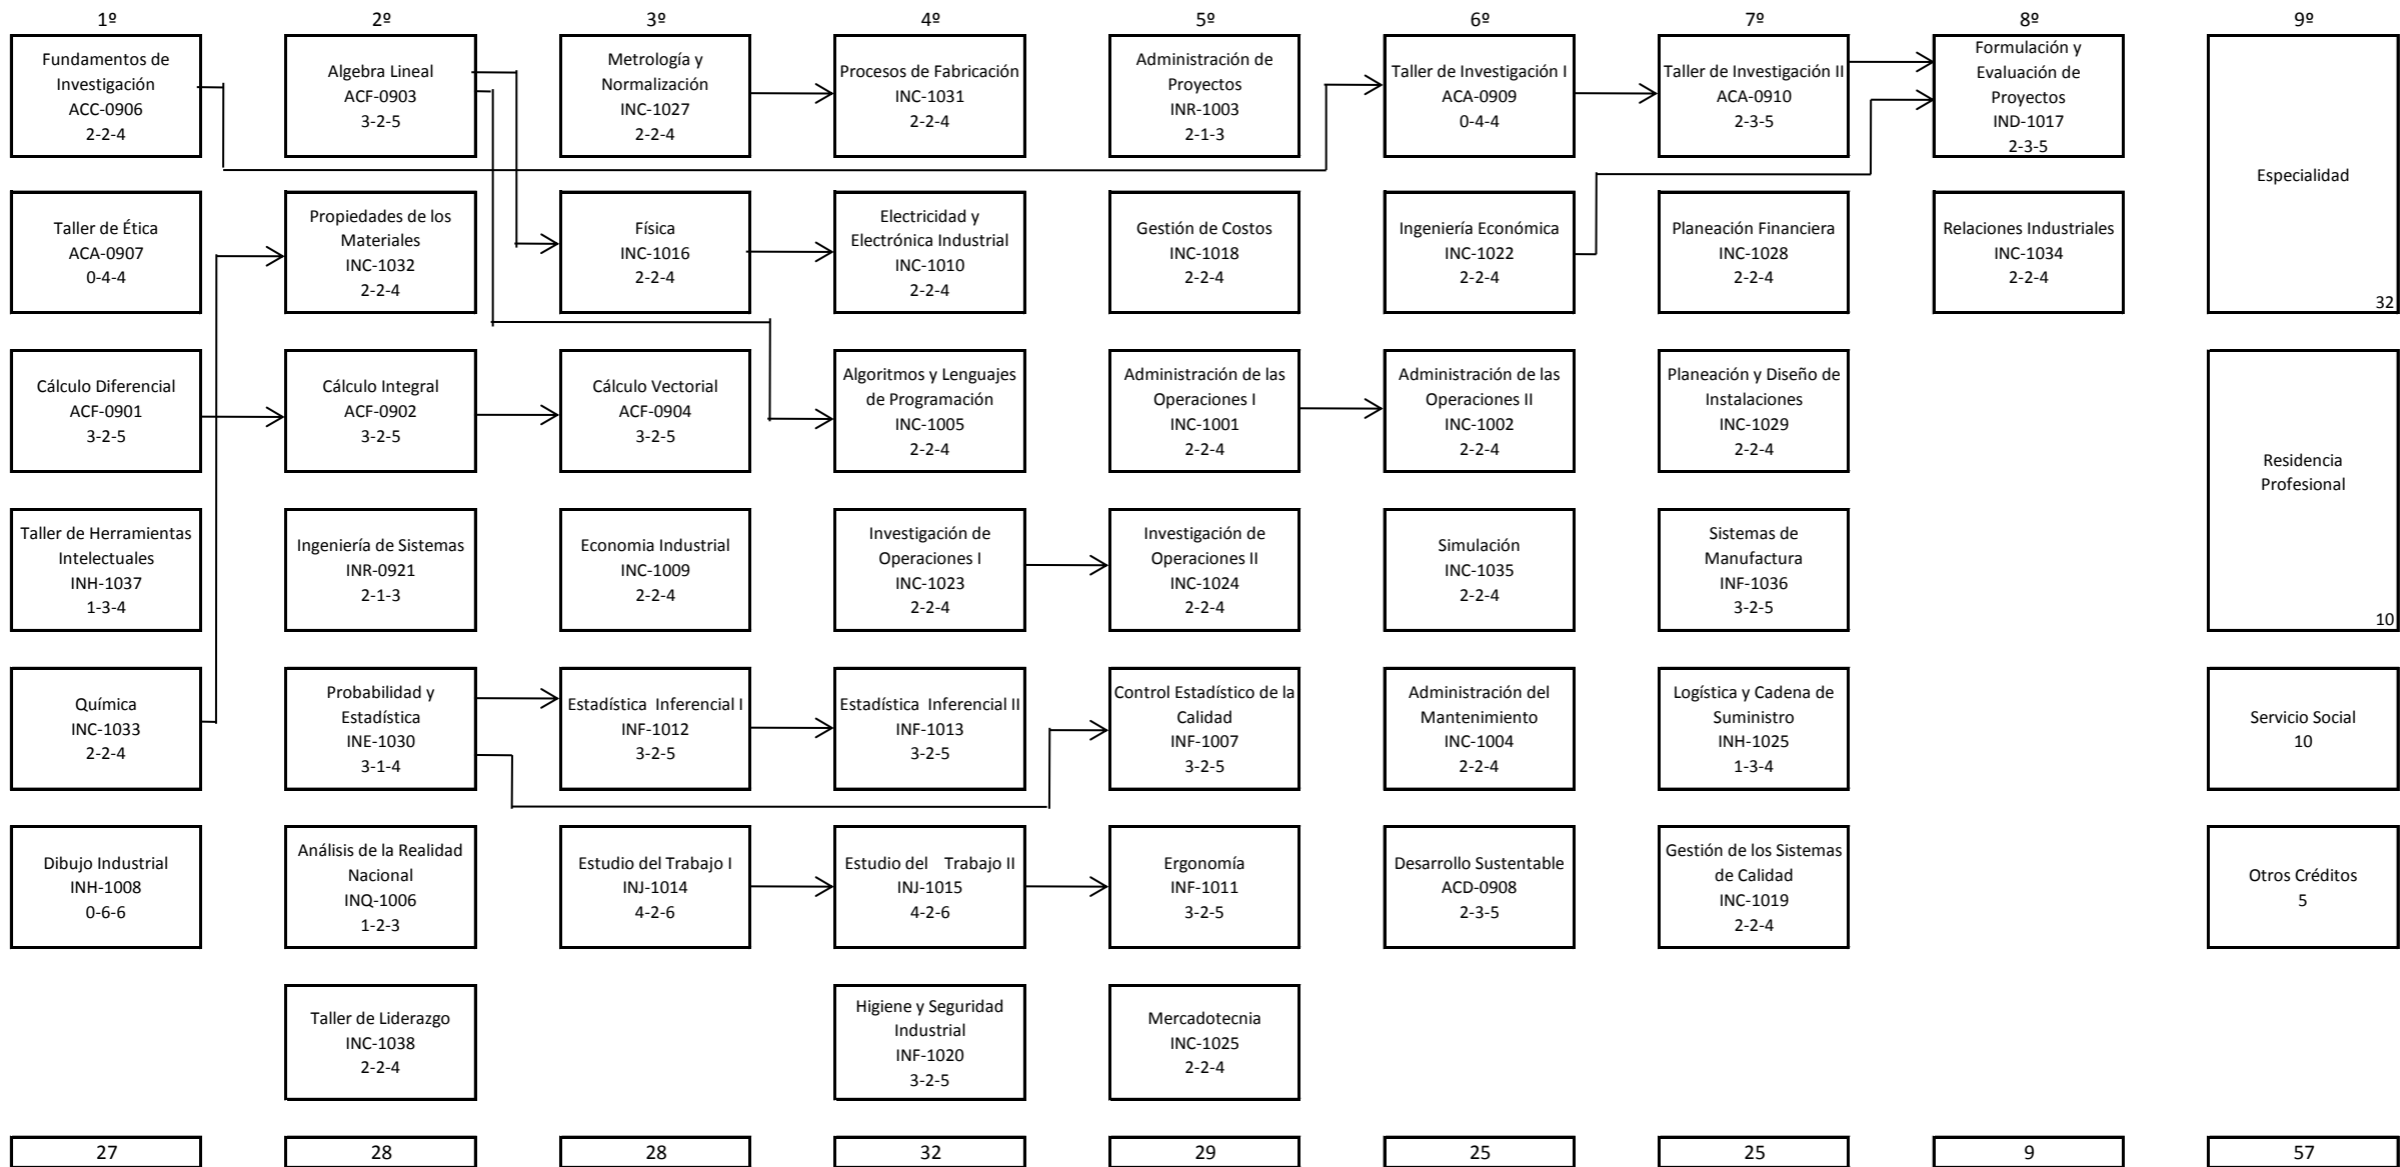 1º
Fundamentos de
Investigación
ACC-0906
2-2-4
Taller de Ética
ACA-0907
0-4-4
Cálculo Diferencial
ACF-0901
3-2-5
Taller de Herramientas
Intelectuales
INH-1037
1-3-4
Química
INC-1033
2-2-4
Dibujo Industrial
INH-1008
0-6-6
27
2º
Algebra Lineal
ACF-0903
3-2-5
Propiedades de los
Materiales
INC-1032
2-2-4
Cálculo Integral
ACF-0902
3-2-5
Ingeniería de Sistemas
INR-0921
2-1-3
Probabilidad y
Estadística
INE-1030
3-1-4
Análisis de la Realidad
Nacional
INQ-1006
1-2-3
Taller de Liderazgo
INC-1038
2-2-4
28
3º
Metrología y
Normalización
INC-1027
2-2-4
Física
INC-1016
2-2-4
Cálculo Vectorial
ACF-0904
3-2-5
Economia Industrial
INC-1009
2-2-4
Estadística Inferencial I
INF-1012
3-2-5
Estudio del Trabajo I
INJ-1014
4-2-6
28
4º
Procesos de Fabricación
INC-1031
2-2-4
Electricidad y
Electrónica Industrial
INC-1010
2-2-4
Algoritmos y Lenguajes
de Programación
INC-1005
2-2-4
Investigación de
Operaciones I
INC-1023
2-2-4
Estadística Inferencial II
INF-1013
3-2-5
Estudio del Trabajo II
INJ-1015
4-2-6
Higiene y Seguridad
Industrial
INF-1020
3-2-5
32
5º
Administración de
Proyectos
INR-1003
2-1-3
Gestión de Costos
INC-1018
2-2-4
Administración de las
Operaciones I
INC-1001
2-2-4
Investigación de
Operaciones II
INC-1024
2-2-4
Control Estadístico de la
Calidad
INF-1007
3-2-5
Ergonomía
INF-1011
3-2-5
Mercadotecnia
INC-1025
2-2-4
29
6º
Taller de Investigación I
ACA-0909
0-4-4
Ingeniería Económica
INC-1022
2-2-4
Administración de las
Operaciones II
INC-1002
2-2-4
Simulación
INC-1035
2-2-4
Administración del
Mantenimiento
INC-1004
2-2-4
Desarrollo Sustentable
ACD-0908
2-3-5
25
7º
Taller de Investigación II
ACA-0910
2-3-5
Planeación Financiera
INC-1028
2-2-4
Planeación y Diseño de
Instalaciones
INC-1029
2-2-4
Sistemas de
Manufactura
INF-1036
3-2-5
Logística y Cadena de
Suministro
INH-1025
1-3-4
Gestión de los Sistemas
de Calidad
INC-1019
2-2-4
25
8º
Formulación y
Evaluación de
Proyectos
IND-1017
2-3-5
Relaciones Industriales
INC-1034
2-2-4
9
9º
Especialidad
32
Residencia
Profesional
10
Servicio Social
10
Otros Créditos
5
57